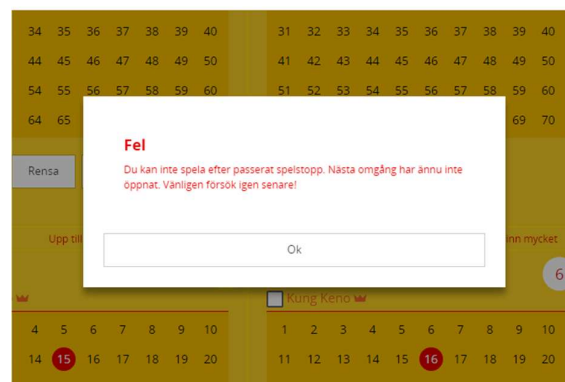 34 35 36 37 38 39 40 31 32 33 34 35 36 37 38 39 40
44 45 46 47 48 49 50 41 42 43 44 45 46 47 48 49 50
54 55 56 57 58 59 60 51 52 53 54 55 56 57 58 59 60
64 65 69 70
Fel
Rensa
Du kan inte spela efter passerat spelstopp. Nästa omgång har ännu inte
öppnat. Vänligen försök igen senare!
Upp till
Ok
inn mycket
6
Kung Keno
4 5 6 7 8 9 10 1 2 3 4 5 6 7 8 9 10
14 15 16 17 18 19 20 11 12 13 14 15 16 17 18 19 20